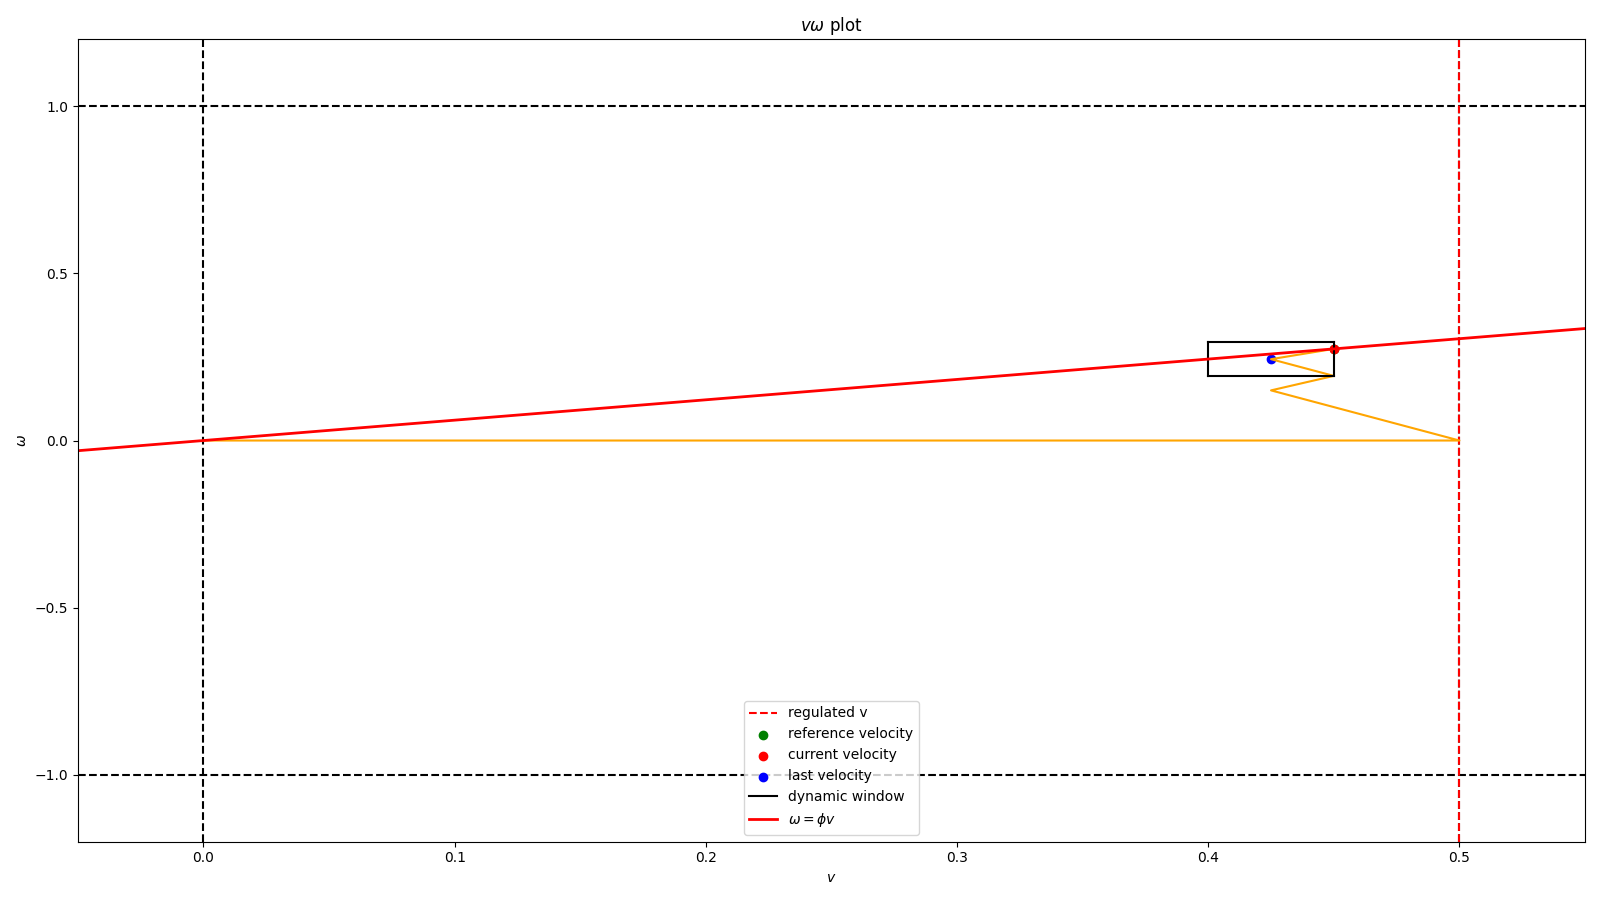 vω plot
1.0
0.5
0.0
−0.5
−1.0
ω
0.0 0.1 0.2 0.3 0.4 0.5
v
regulated v
reference velocity
current velocity
last velocity
dynamic window
ω = ϕv